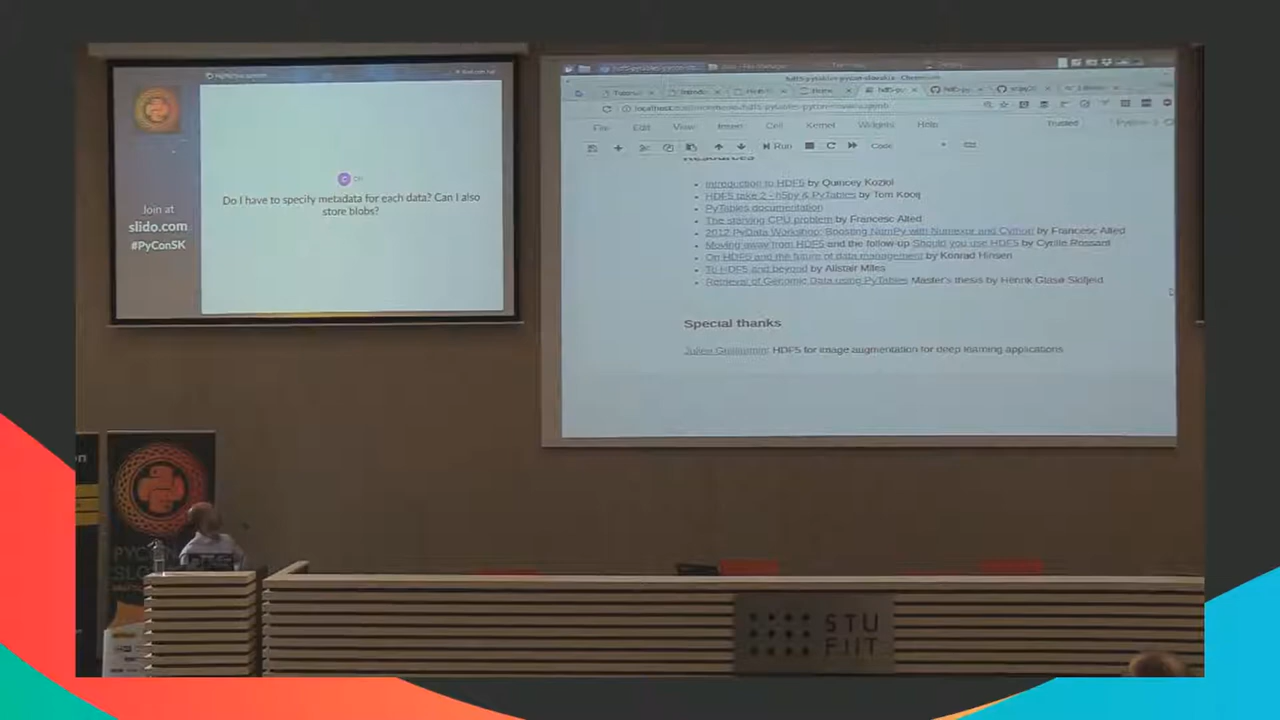 Join at
slido.com
#PyConSK
Do I have to specify metadata for each data? Can I also
store blobs?
File Edit View Insert Cell Kernel Widgets Help
Trusted
Run
Code
Resources
Introduction to HDF5 by Quincey Koziol
HDF5 take 2 - h5py & PyTables by Tom Kooij
PyTables documentation
The starving CPU problem by Francesc Alted
2012 PyData Workshop: Boosting NumPy with Numexpr and Cython by Francesc Alted
Moving away from HDF5 and the follow-up Should you use HDF5 by Cyrille Rossant
On HDF5 and the future of data management by Konrad Hinsen
To HDF5 and beyond by Alistair Miles
Retrieval of Genomic Data using PyTables Master's thesis by Henrik Glasø Skifjeld
Special thanks
HDF5 for image augmentation for deep learning applications
PYCON
STU
FIIT